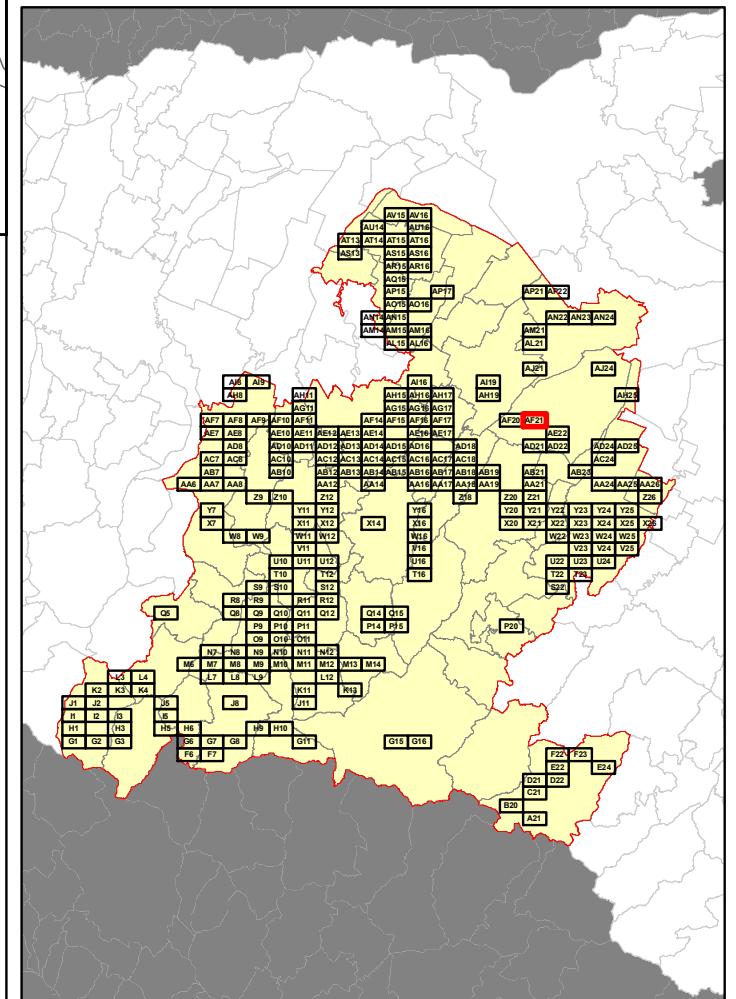 AV15 AV16
AU14 AU16
AT13 AT14 AT15 AT16
AS13 AS15 AS16
AR15 AR16
AQ15
AP15 AP17 AP21 AP22
AO15 AO16
AN14 AN15 AN22 AN23 AN24
AM14 AM15 AM16 AM21
AL15 AL16 AL21
AJ21 AJ24
AI8 AI9 AI16 AI19
AH8 AH11 AH15 AH16 AH17 AH19 AH25
AG11 AG15 AG16 AG17
AF7 AF8 AF9 AF10 AF11 AF14 AF15 AF16 AF17 AF20 AF21
AE7 AE8 AE10 AE11 AE12 AE13 AE14 AE16 AE17 AE22
AD8 AD10 AD11 AD12 AD13 AD14 AD15 AD16 AD18 AD21 AD22 AD24 AD25
AC7 AC8 AC10 AC12 AC13 AC14 AC15 AC16 AC17 AC18 AC24
AB7 AB10 AB12 AB13 AB14 AB15 AB16 AB17 AB18 AB19 AB21 AB23
AA6 AA7 AA8 AA12 AA14 AA16 AA17 AA18 AA19 AA21 AA24 AA25 AA26
Z9 Z10 Z12 Z18 Z20 Z21 Z26
Y7 Y11 Y12 Y16 Y20 Y21 Y22 Y23 Y24 Y25
X7 X11 X12 X14 X16 X20 X21 X22 X23 X24 X25 X26
W8 W9 W11 W12 W16 W22 W23 W24 W25
V11 V16 V23 V24 V25
U10 U11 U12 U16 U22 U23 U24
T10 T12 T16 T22 T23
S9 S10 S12 S22
R8 R9 R11 R12
Q5 Q8 Q9 Q10 Q11 Q12 Q14 Q15
P9 P10 P11 P14 P15 P20
O9 O10 O11
N7 N8 N9 N10 N11 N12
M6 M7 M8 M9 M10 M11 M12 M13 M14
L3 L4 L7 L8 L9 L12
K2 K3 K4 K11 K13
J1 J2 J5 J8 J11
I1 I2 I3 I5
H1 H3 H5 H6 H9 H10
G1 G2 G3 G6 G7 G8 G11 G15 G16
F6 F7 F22 F23
E22 E24
D21 D22
C21
B20
A21